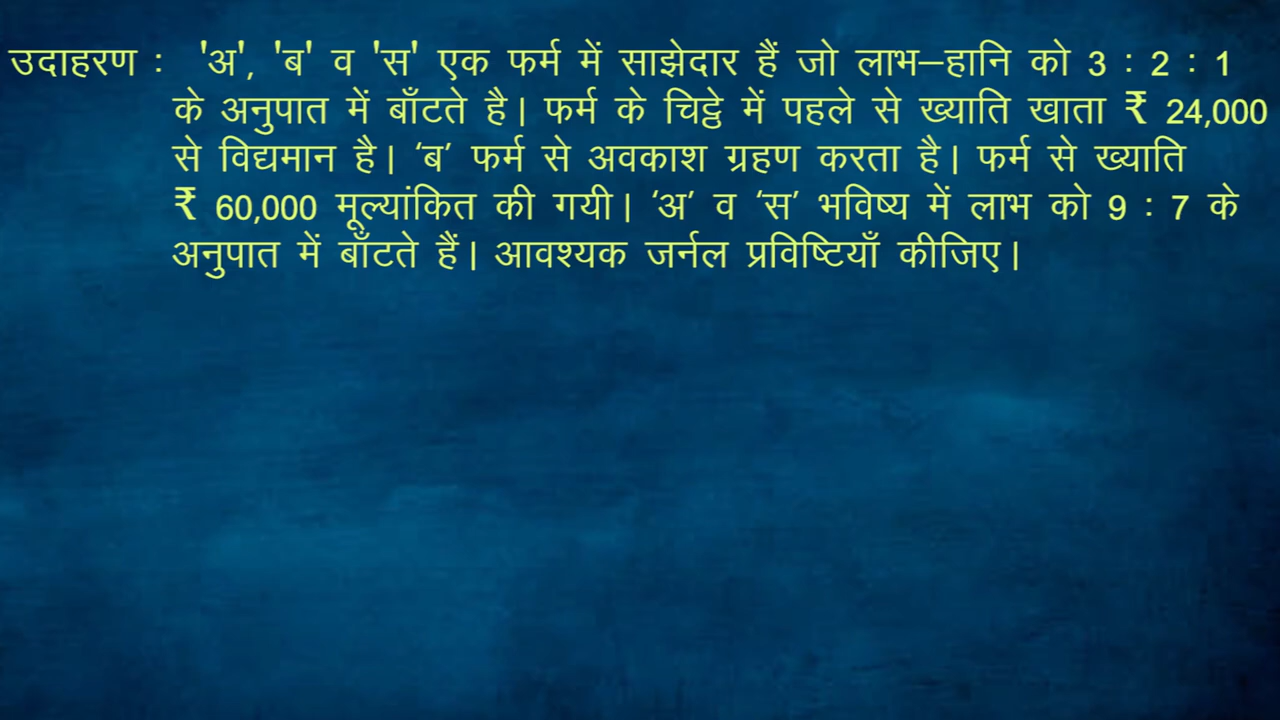 उदाहरण : 'अ', 'ब' व 'स' एक फर्म में साझेदार हैं जो लाभ–हानि को 3 : 2 : 1
के अनुपात में बाँटते है। फर्म के चिट्ठे में पहले से ख्याति खाता ₹ 24,000
से विद्यमान है। ‘ब’ फर्म से अवकाश ग्रहण करता है। फर्म से ख्याति
₹ 60,000 मूल्यांकित की गयी। ‘अ’ व ‘स’ भविष्य में लाभ को 9 : 7 के
अनुपात में बाँटते हैं। आवश्यक जर्नल प्रविष्टियाँ कीजिए।